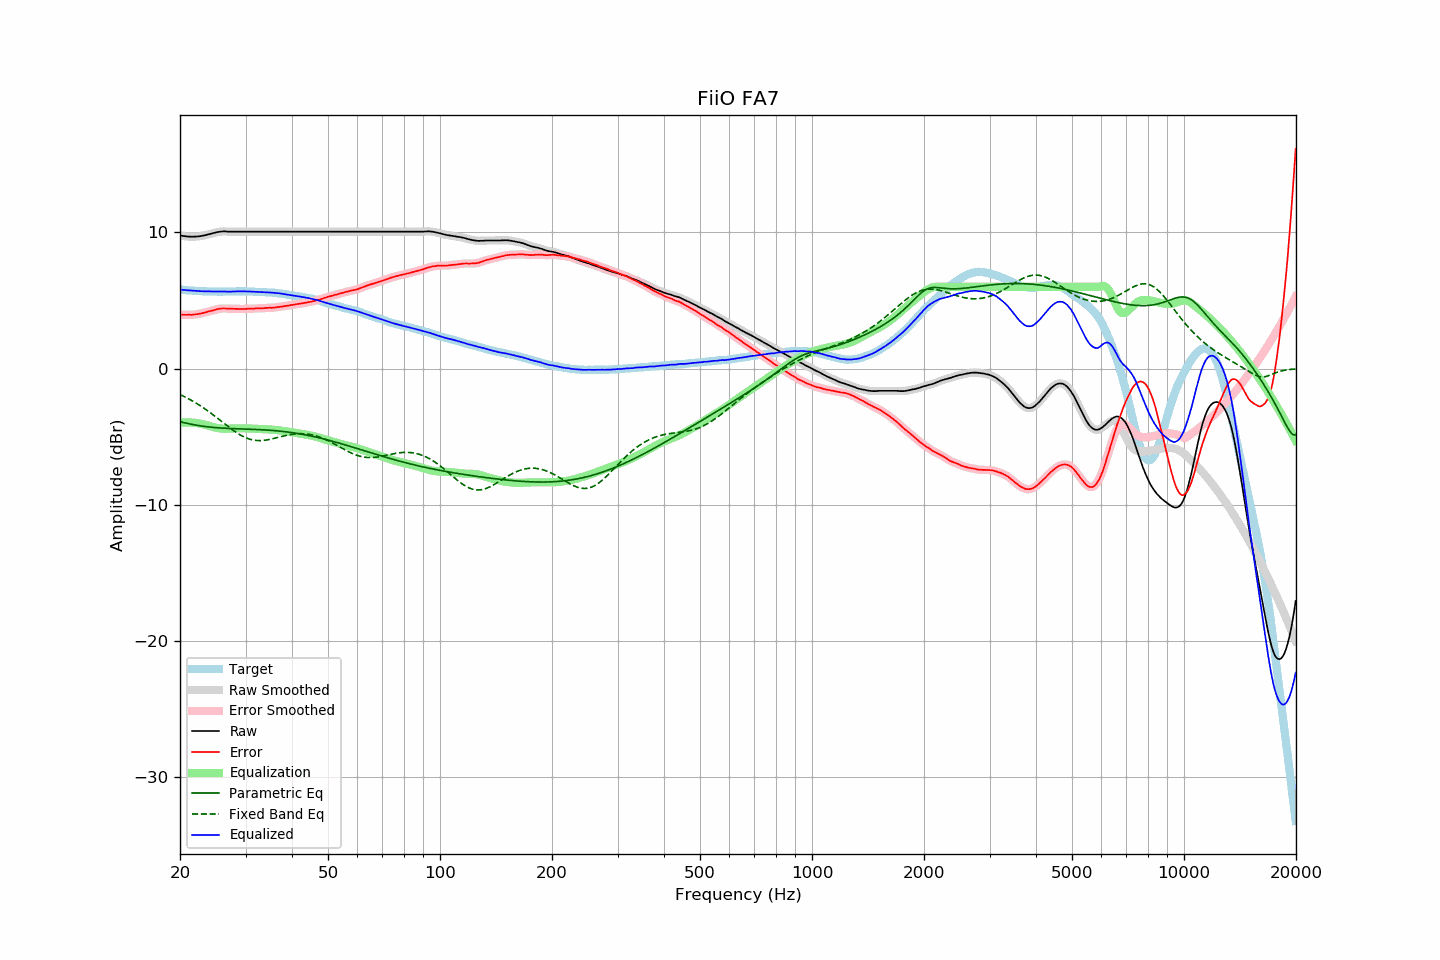 FiiO FA7
Amplitude (dBr)
10
0
−10
−20
−30
Target
Raw Smoothed
Error Smoothed
Raw
Error
Equalization
Parametric Eq
Fixed Band Eq
Equalized
20 50 100 200 500 1000 2000 5000 10000 20000
Frequency (Hz)